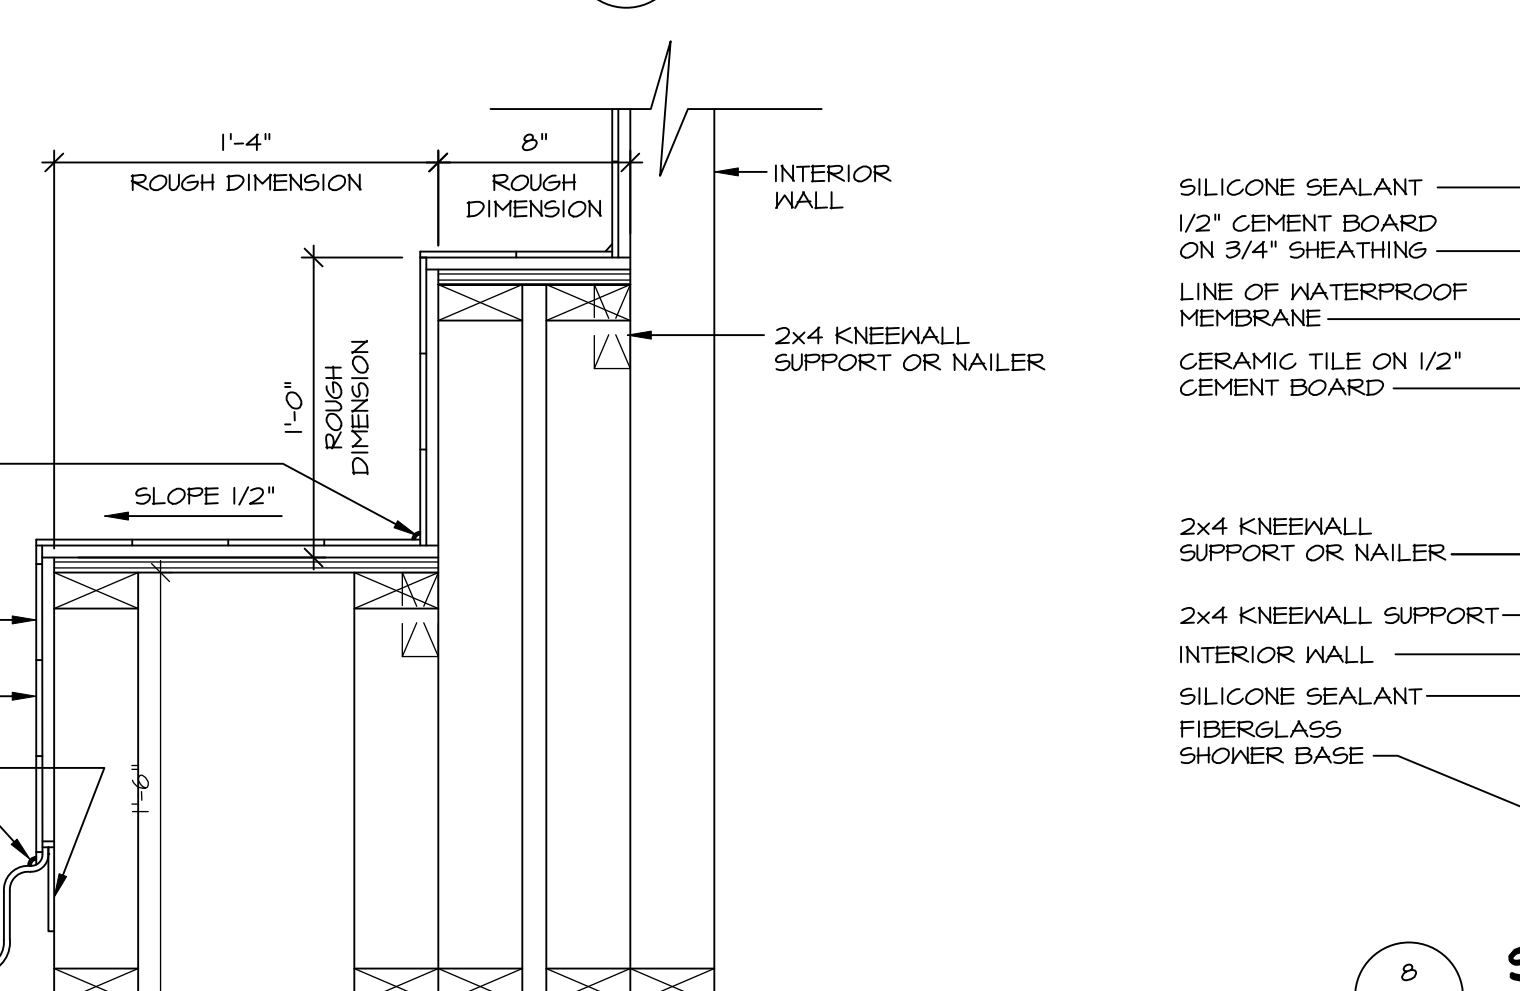 1'-4"
ROUGH DIMENSION
8"
ROUGH
DIMENSION
INTERIOR
WALL
2x4 KNEEWALL
SUPPORT OR NAILER
1'-0"
ROUGH
DIMENSION
SLOPE 1/2"
1'-6"
SILICONE SEALANT
1/2" CEMENT BOARD
ON 3/4" SHEATHING
LINE OF WATERPROOF
MEMBRANE
CERAMIC TILE ON 1/2"
CEMENT BOARD
2x4 KNEEWALL
SUPPORT OR NAILER
2x4 KNEEWALL SUPPORT
INTERIOR WALL
SILICONE SEALANT
FIBERGLASS
SHOWER BASE
8